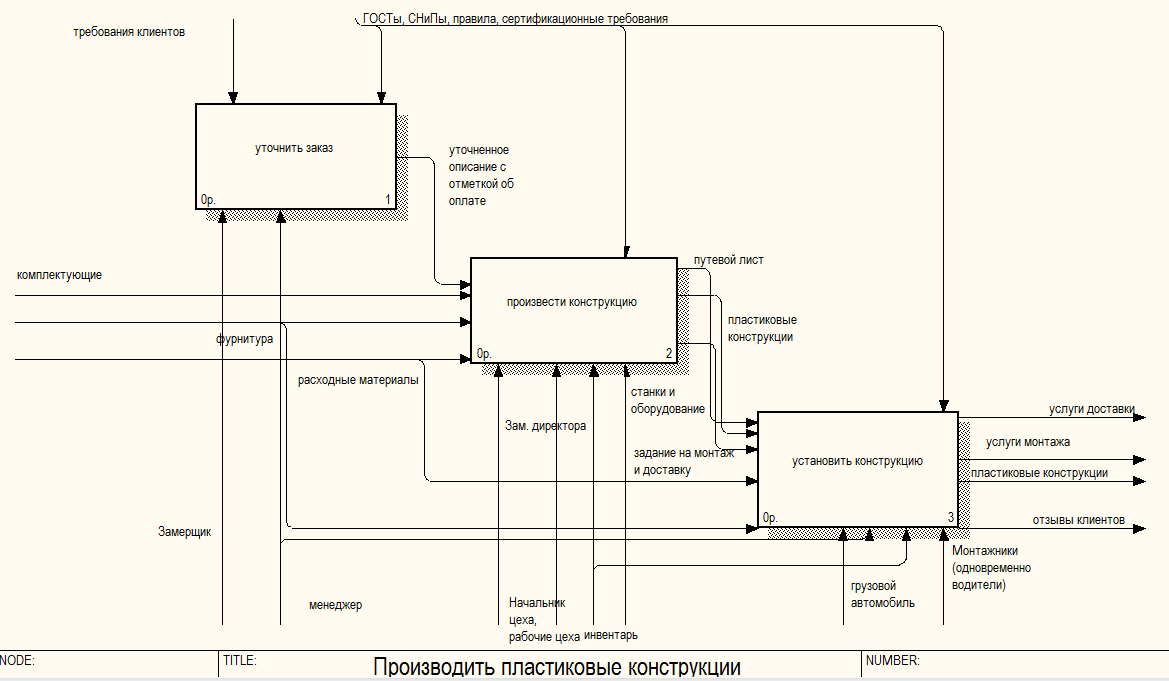 ГОСТы, СНиПы, правила, сертификационные требования
требования клиентов
уточнить заказ
0р.
1
уточненное
описание с
отметкой об
оплате
путевой лист
комплектующие
произвести конструкцию
0р.
2
пластиковые
конструкции
фурнитура
расходные материалы
станки и
оборудование
Зам. директора
задание на монтаж
и доставку
установить конструкцию
0р.
3
услуги доставки
услуги монтажа
пластиковые конструкции
отзывы клиентов
Замерщик
менеджер
Начальник
цеха,
рабочие цеха
инвентарь
грузовой
автомобиль
Монтажники
(одновременно
водители)
NODE:
TITLE:
Производить пластиковые конструкции
NUMBER: